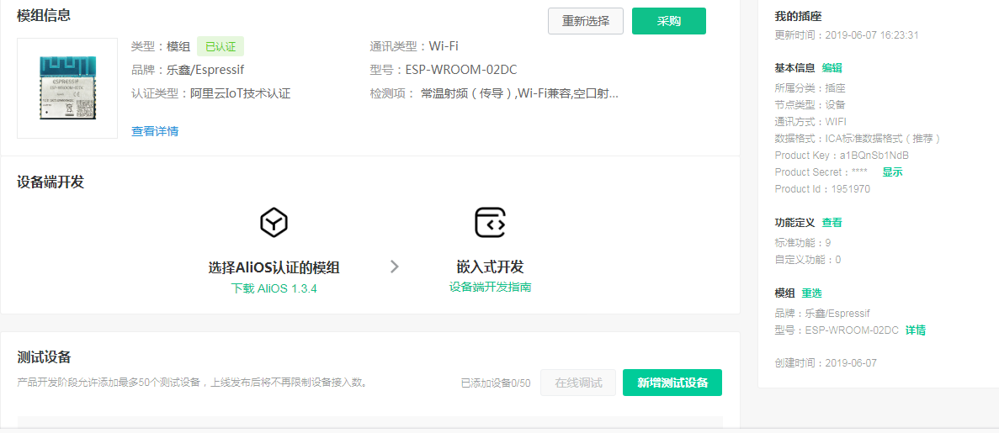 模组信息
重新选择
采购
类型：模组 已认证
通讯类型：Wi-Fi
品牌：乐鑫/Espressif
型号：ESP-WROOM-02DC
认证类型：阿里云IoT技术认证
检测项： 常温射频（传导）,Wi-Fi兼容,空口射...
查看详情
ESPRESSIF
ESP-WROOM-02DC
设备端开发
选择AliOS认证的模组
下载 AliOS 1.3.4
嵌入式开发
设备端开发指南
测试设备
产品开发阶段允许添加最多50个测试设备，上线发布后将不再限制设备接入数。
已添加设备0/50
在线调试
新增测试设备
我的插座
更新时间：2019-06-07 16:23:31
基本信息 编辑
所属分类：插座
节点类型：设备
通讯方式：WIFI
数据格式：ICA标准数据格式（推荐）
Product Key：a1BQnSb1NdB
Product Secret：**** 显示
Product Id：1951970
功能定义 查看
标准功能：9
自定义功能：0
模组 重选
品牌：乐鑫/Espressif
型号：ESP-WROOM-02DC 详情
创建时间：2019-06-07